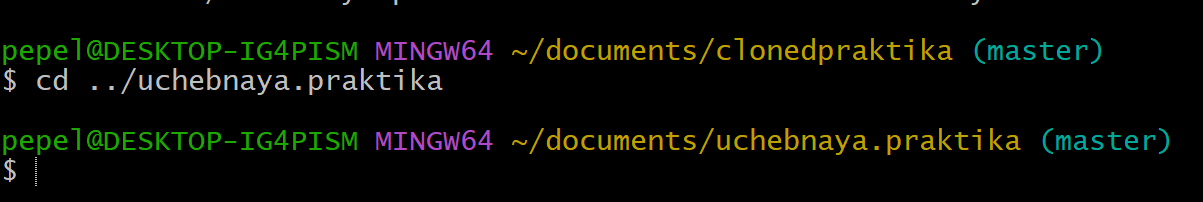 pepel@DESKTOP-IG4PISM MINGW64 ~/documents/clonedpraktika (master)
$ cd ../uchebnaya.praktika
pepel@DESKTOP-IG4PISM MINGW64 ~/documents/uchebnaya.praktika (master)
$